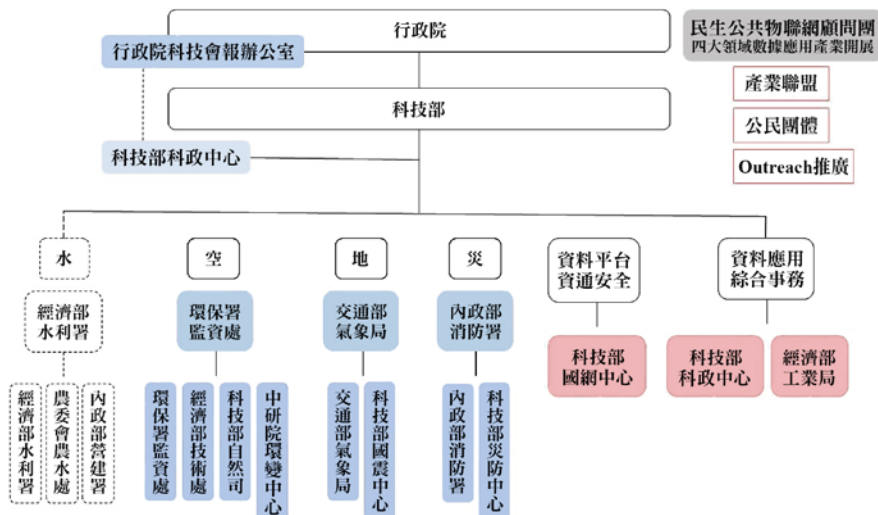 行政院
行政院科技會報辦公室
民生公共物聯網顧問團
四大領域數據應用產業開展
產業聯盟
科技部
公民團體
科技部科政中心
Outreach推廣
水
空
地
災
資料平台
資通安全
資料應用
綜合事務
經濟部
水利署
環保署
監資處
交通部
氣象局
內政部
消防署
科技部
國網中心
科技部
科政中心
經濟部
工業局
經濟部水利署
農委會農水處
內政部營建署
環保署監資處
經濟部技術處
科技部自然司
中研院環變中心
交通部氣象局
科技部國震中心
內政部消防署
科技部災防中心